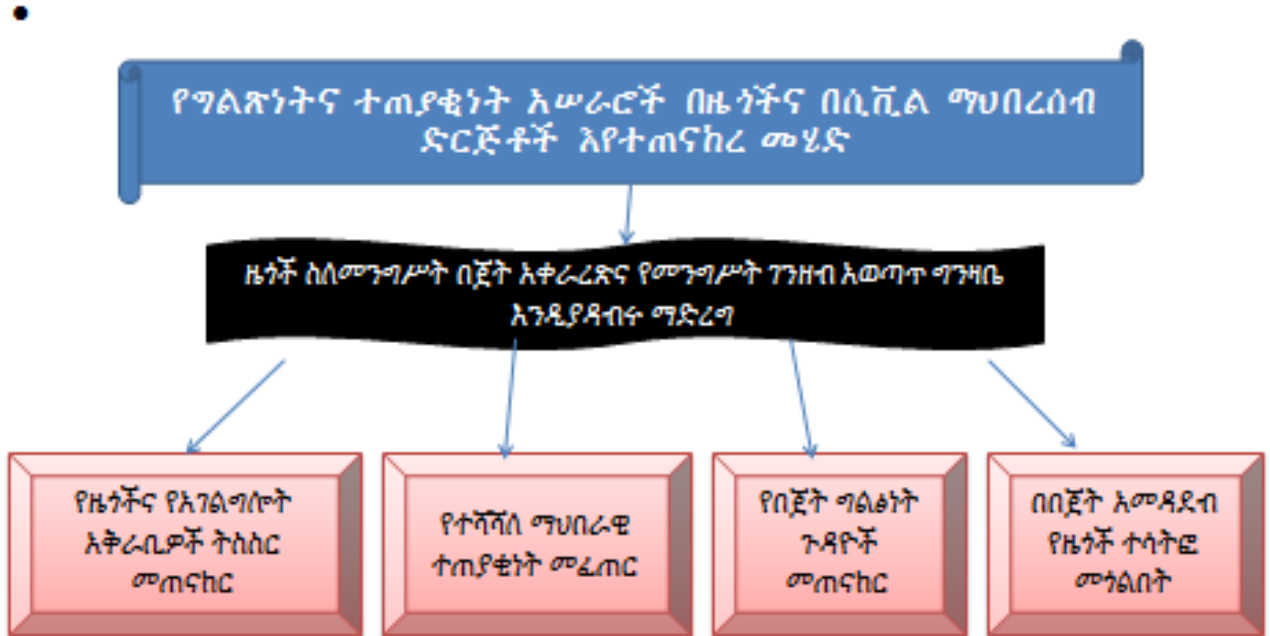 የግልጽነትና ተጠያቂነት አሠራሮች በዜጎችና በሲቪል ማህበረሰብ
ድርጅቶች እየተጠናከረ መሄድ
ዜጎች ስለመንግሥት በጀት አቀራረጽና የመንግሥት ገንዘብ አወጣጥ ግንዛቤ
እንዲያዳብሩ ማድረግ
የዜጎችና የአገልግሎት
አቅራቢዎች ትስስር
መጠናከር
የተሻሻለ ማህበራዊ
ተጠያቂነት መፈጠር
የበጀት ግልፅነት
ጉዳዮች
መጠናከር
በበጀት አመዳደብ
የዜጎች ተሳትፎ
መጎልበት